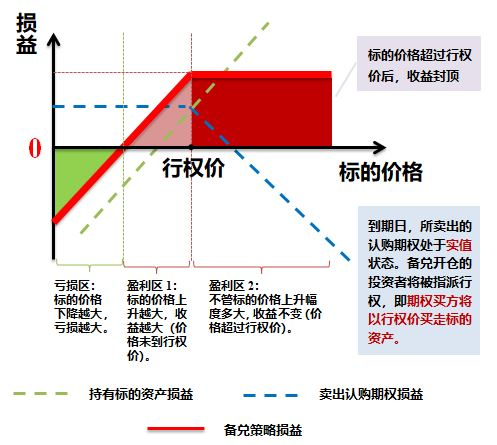 损
益
标的价格超过行权
价后，收益封顶
0
行权价
标的价格
到期日，所卖出的
认购期权处于实值
状态。备兑开仓的
投资者将被指派行
权，即期权买方将
以行权价买走标的
资产。
亏损区：
标的价格
下降越大，
亏损越大。
盈利区 1：
标的价格上
升越大，收
益越大（价
格未到行权
价)。
盈利区 2：
不管标的价格上升幅
度多大，收益不变 (价
格超过行权价)。
持有标的资产损益
卖出认购期权损益
备兑策略损益